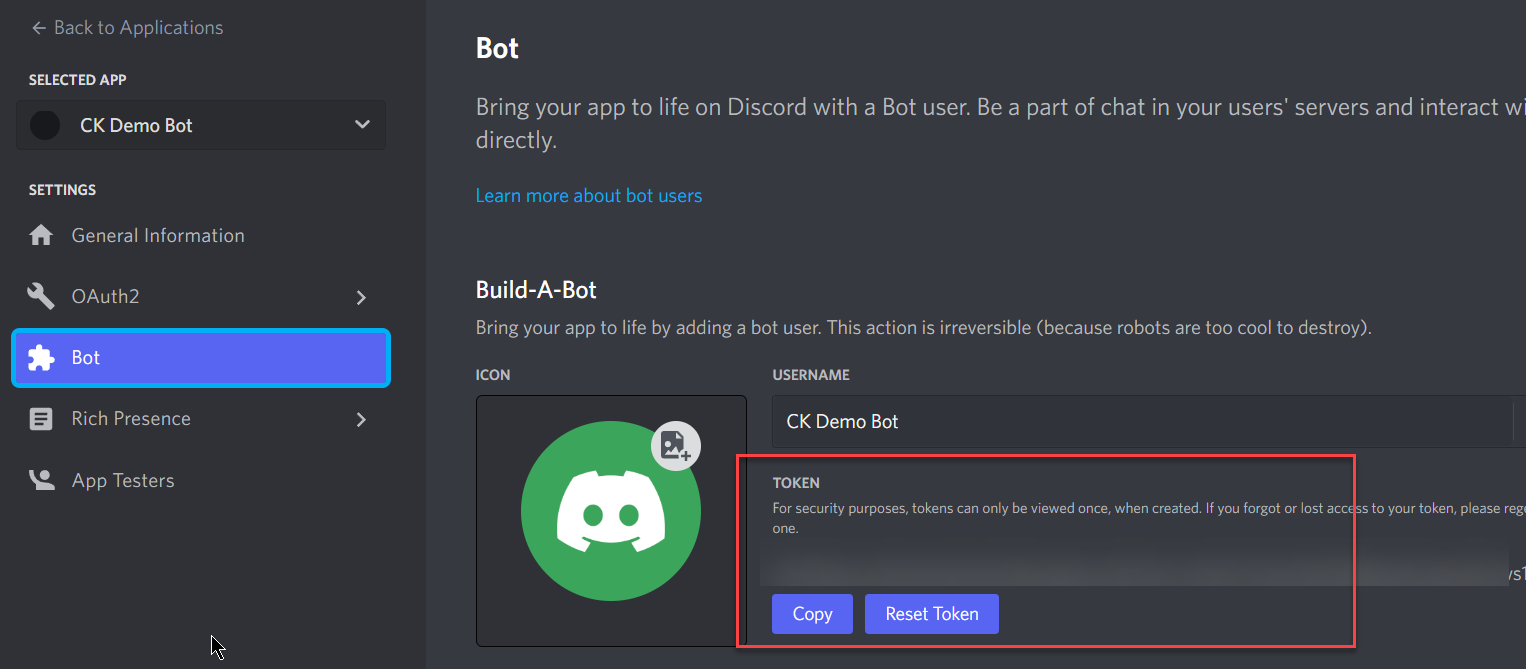 Back to Applications
SELECTED APP
CK Demo Bot
SETTINGS
General Information
OAuth2
Bot
Rich Presence
App Testers
Bot
Bring your app to life on Discord with a Bot user. Be a part of chat in your users' servers and interact wi
directly.
Learn more about bot users
Build-A-Bot
Bring your app to life by adding a bot user. This action is irreversible (because robots are too cool to destroy).
ICON
USERNAME
CK Demo Bot
TOKEN
For security purposes, tokens can only be viewed once, when created. If you forgot or lost access to your token, please rege
one.
Copy
Reset Token